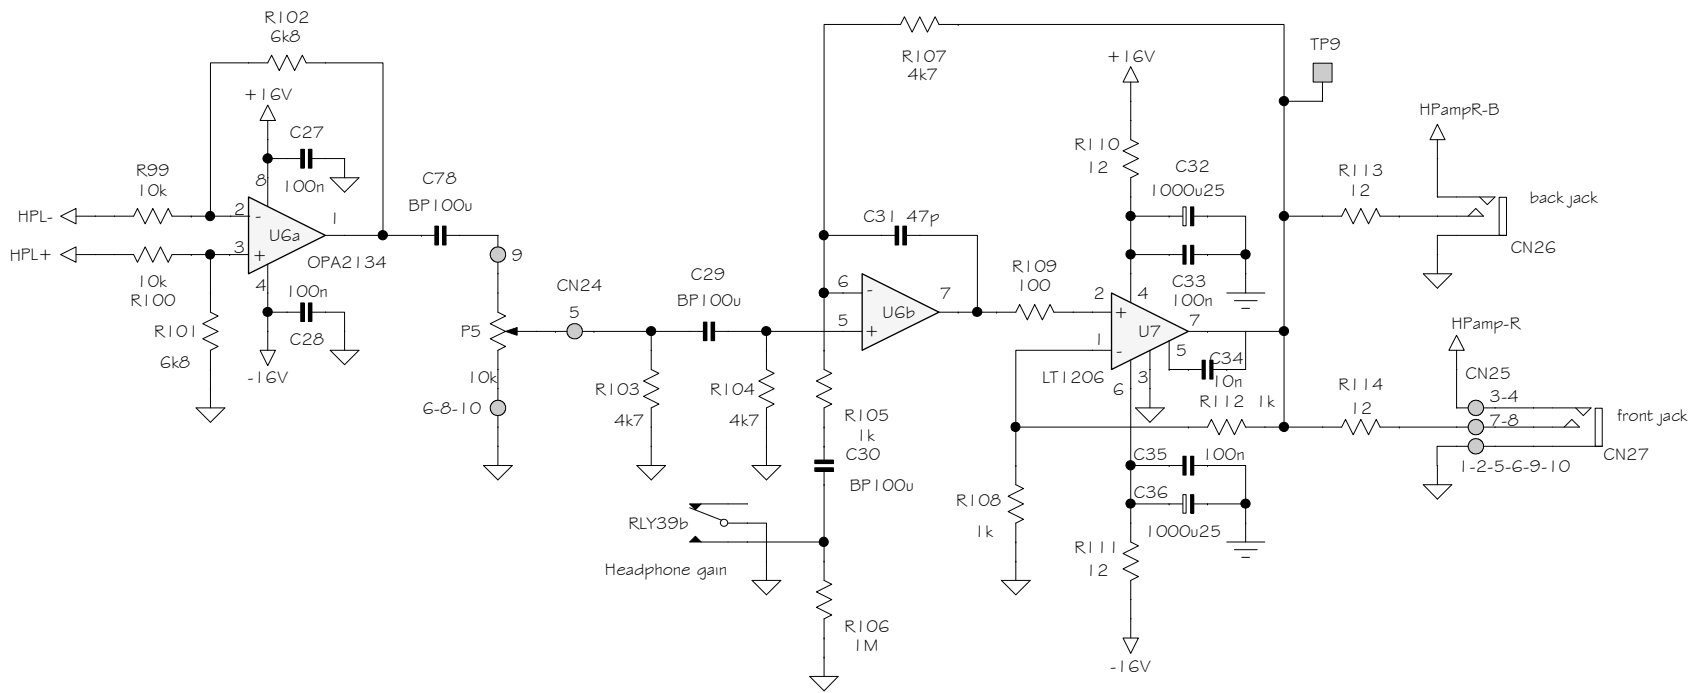 R102
6k8
R107
4k7
TP9
+16V
+16V
HPampR-B
C27
100n
R110
12
C32
1000u25
R99
10k
8
C78
BP100u
R113
12
back jack
HPL-
2
-
1
U6a
C31 47p
HPL+
3
+
OPA2134
9
CN26
10k
R100
4
100n
C29
BP100u
R109
100
C33
100n
CN24
5
6
-
7
U6b
2
+
4
R101
6k8
C28
P5
5
+
1
-
U7
7
HPamp-R
-16V
10k
LT1206
5
C34
10n
6
3
CN25
6-8-10
R103
4k7
R104
4k7
R105
1k
R112 1k
R114
12
3-4
7-8
front jack
C30
BP100u
C35
100n
1-2-5-6-9-10
CN27
R108
1k
C36
1000u25
RLY39b
Headphone gain
R111
12
R106
1M
-16V